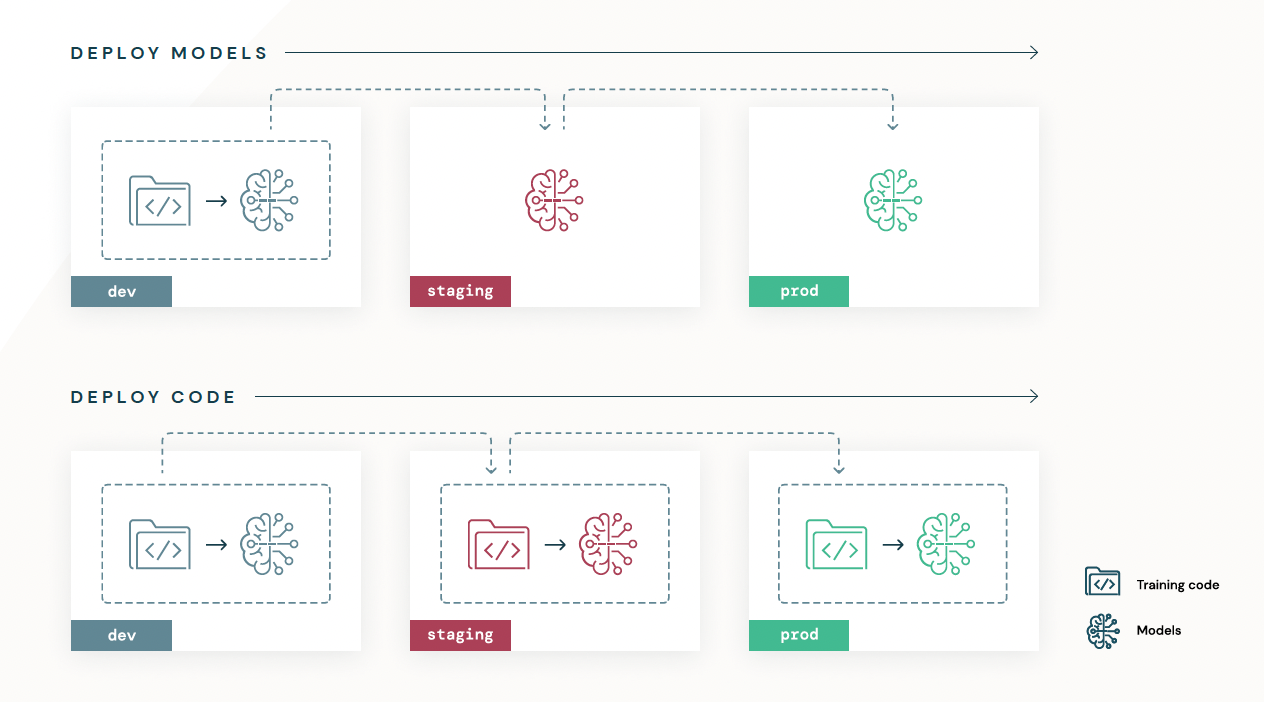 DEPLOY MODELS
</>
dev
staging
prod
DEPLOY CODE
</>
</>
</>
dev
staging
prod
</> Training code
Models